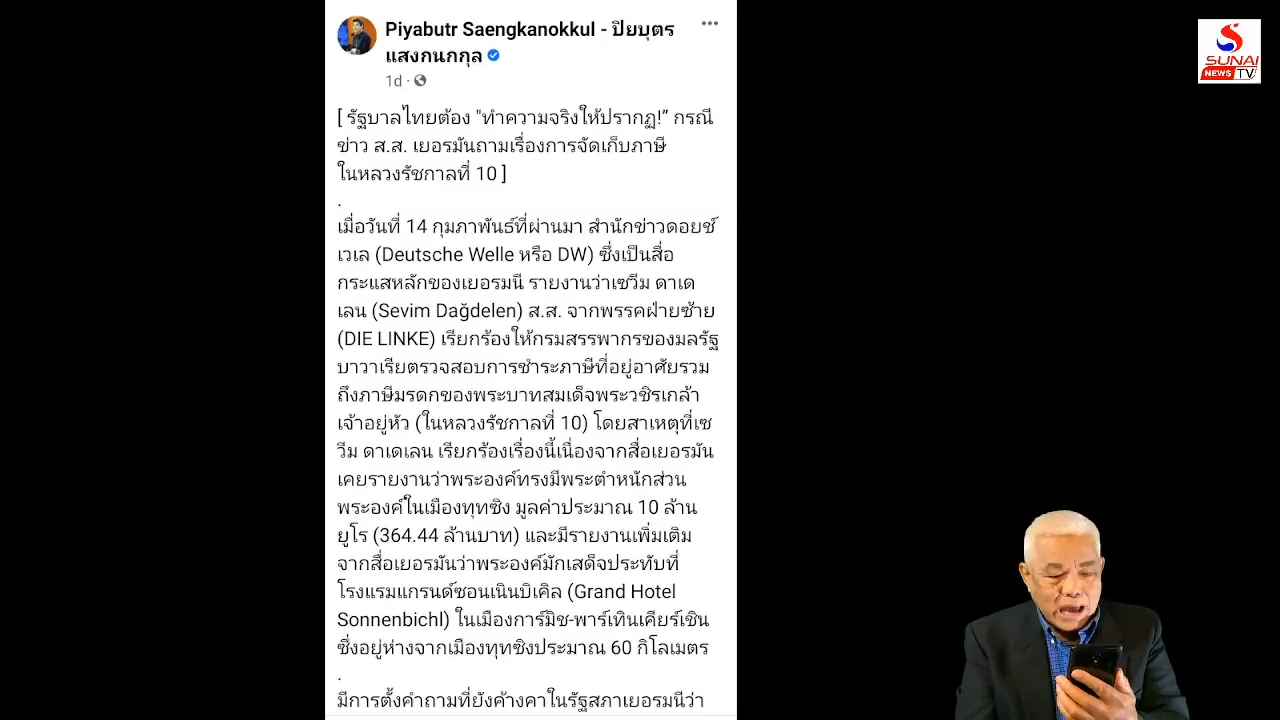 Piyabutr Saengkanokkul - ปิยบุตร
แสงกนกกุล
1d
[ รัฐบาลไทยต้อง "ทำความจริงให้ปรากฏ!” กรณี
ข่าว ส.ส. เยอรมันถามเรื่องการจัดเก็บภาษี
ในหลวงรัชกาลที่ 10 ]
.
เมื่อวันที่ 14 กุมภาพันธ์ที่ผ่านมา สำนักข่าวดอยช์
เวเล (Deutsche Welle หรือ DW) ซึ่งเป็นสื่อ
กระแสหลักของเยอรมนี รายงานว่าเซวีม ดาเด
เลน (Sevim Dağdelen) ส.ส. จากพรรคฝ่ายซ้าย
(DIE LINKE) เรียกร้องให้กรมสรรพากรของมลรัฐ
บาวาเรียตรวจสอบการชำระภาษีที่อยู่อาศัยรวม
ถึงภาษีมรดกของพระบาทสมเด็จพระวชิรเกล้า
เจ้าอยู่หัว (ในหลวงรัชกาลที่ 10) โดยสาเหตุที่เซ
วีม ดาเดเลน เรียกร้องเรื่องนี้เนื่องจากสื่อเยอรมัน
เคยรายงานว่าพระองค์ทรงมีพระตำหนักส่วน
พระองค์ในเมืองทุทซิง มูลค่าประมาณ 10 ล้าน
ยูโร (364.44 ล้านบาท) และมีรายงานเพิ่มเติม
จากสื่อเยอรมันว่าพระองค์มักเสด็จประทับที่
โรงแรมแกรนด์ซอนเนินบิเคิล (Grand Hotel
Sonnenbichl) ในเมืองการ์มิช-พาร์เทินเคียร์เชิน
ซึ่งอยู่ห่างจากเมืองทุทซิงประมาณ 60 กิโลเมตร
.
มีการตั้งคำถามที่ยังค้างคาในรัฐสภาเยอรมนีว่า
SUNAI
NEWS TV